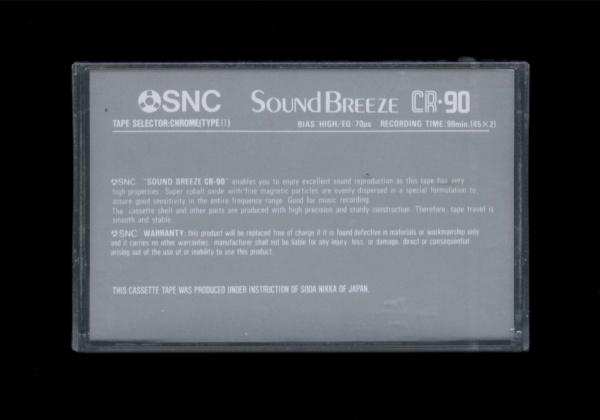 SNC SOUND BREEZE CR·90
TAPE SELECTOR:CHROME(TYPE II) BIAS:HIGH/EQ:70μs RECORDING TIME:90min.(45×2)
SNC "SOUND BREEZE CR-90" enables you to enjoy excellent sound reproduction as this tape has very
high properties. Super cobalt oxide with fine magnetic particles are evenly dispersed in a special formulation to
assure good sensitivity in the entire frequency range. Good for music recording.
The cassette shell and other parts are produced with high precision and sturdy construction. Therefore, tape travel is
smooth and stable.
SNC WARRANTY: this product will be replaced free of charge if it is found defective in materials or workmanship only
and it carries no other warranties. manufacturer shall not be liable for any injury, loss, or damage, direct or consequential
arising out of the use of or inability to use this product.
THIS CASSETTE TAPE WAS PRODUCED UNDER INSTRUCTION OF SODA NIKKA OF JAPAN.